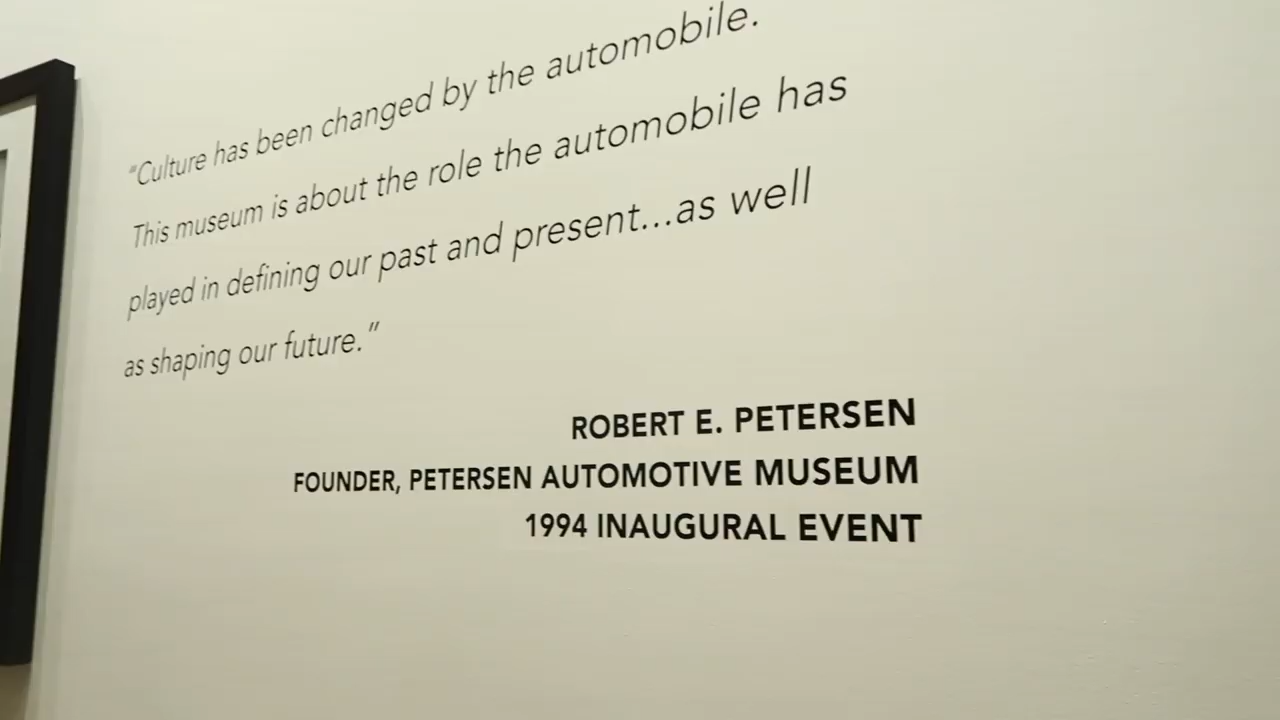 “Culture has been changed by the automobile.
This museum is about the role the automobile has
played in defining our past and present...as well
as shaping our future.”
ROBERT E. PETERSEN
FOUNDER, PETERSEN AUTOMOTIVE MUSEUM
1994 INAUGURAL EVENT